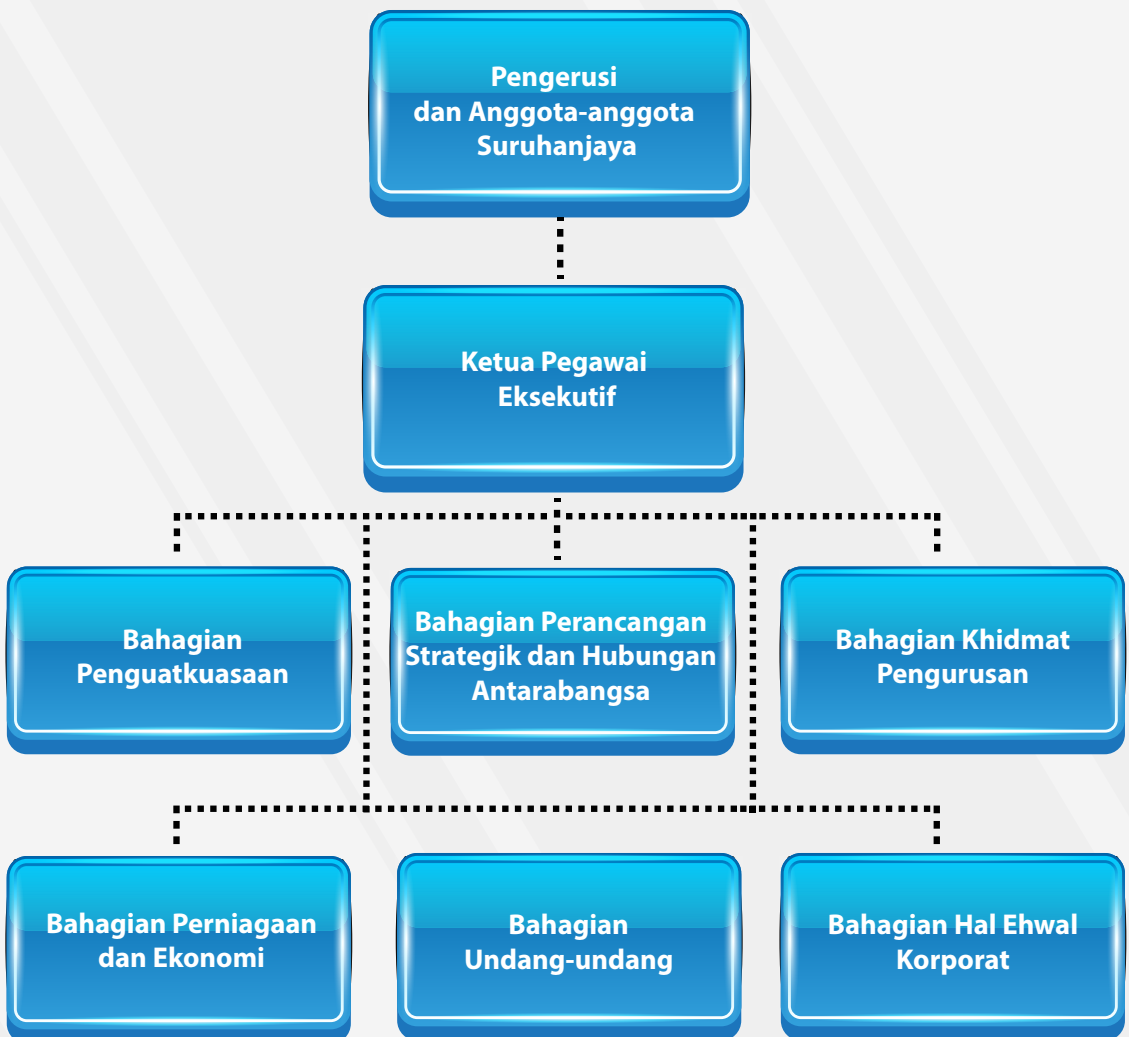 Pengerusi
dan Anggota-anggota
Suruhanjaya
Ketua Pegawai
Eksekutif
Bahagian
Penguatkuasaan
Bahagian Perancangan
Strategik dan Hubungan
Antarabangsa
Bahagian Khidmat
Pengurusan
Bahagian Perniagaan
dan Ekonomi
Bahagian
Undang-undang
Bahagian Hal Ehwal
Korporat